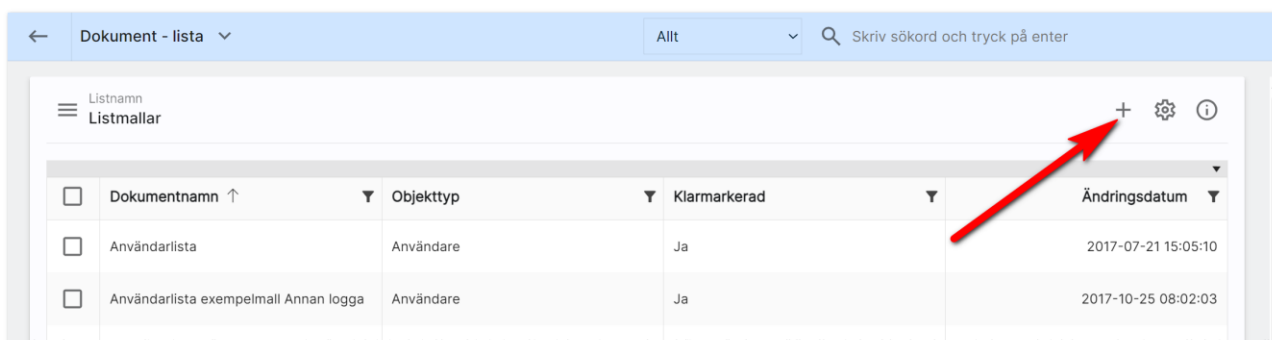 Dokument - lista
Allt
Skriv sökord och tryck på enter
Listnamn
Listmallar
Dokumentnamn ↑ Objekttyp Klarmarkerad Ändringsdatum
Användarlista Användare Ja 2017-07-21 15:05:10
Användarlista exempelmall Annan logga Användare Ja 2017-10-25 08:02:03